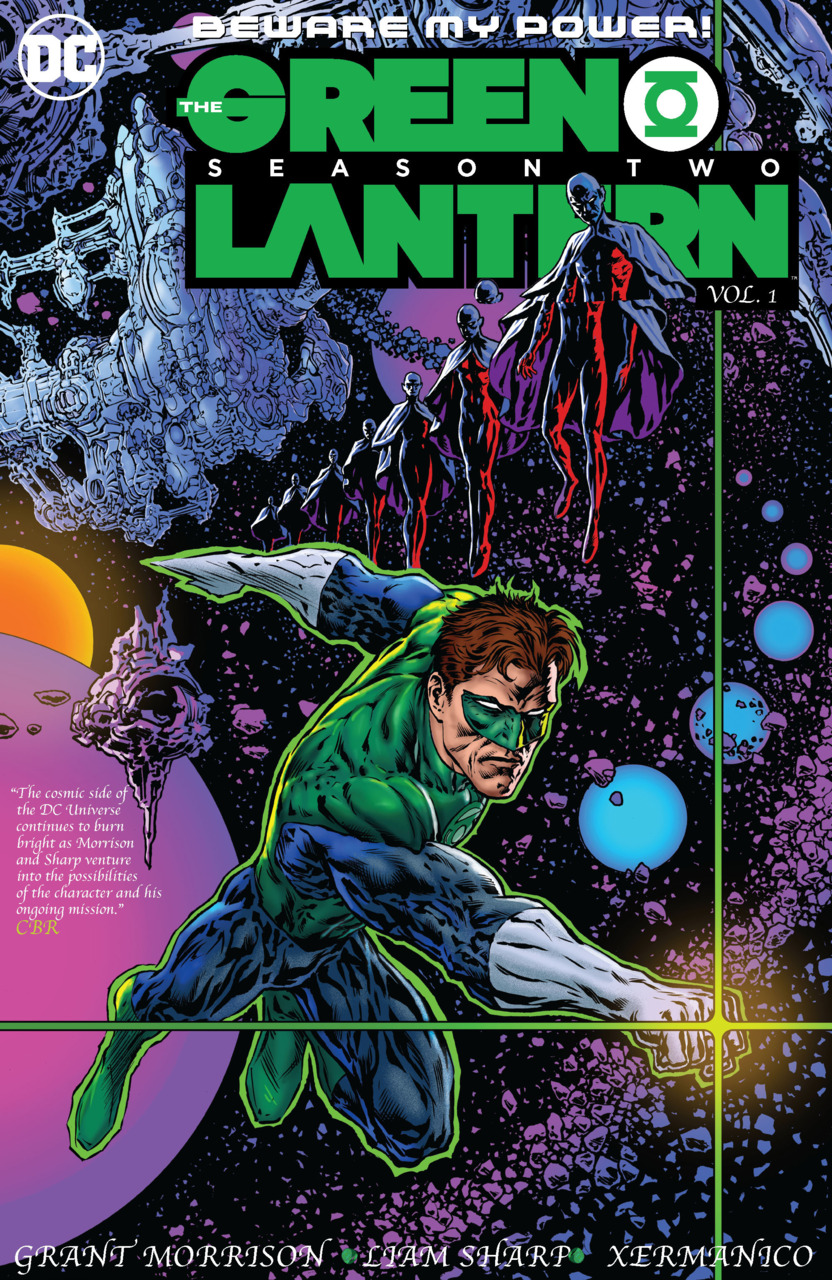 BEWARE MY POWER!
DC
THE GREEN
SEASON TWO
LANTERN
™
VOL. 1
“The cosmic side of
the DC Universe
continues to burn
bright as Morrison
and Sharp venture
into the possibilities
of the character and his
ongoing mission.”
CBR
GRANT MORRISON • LIAM SHARP • XERMANICO